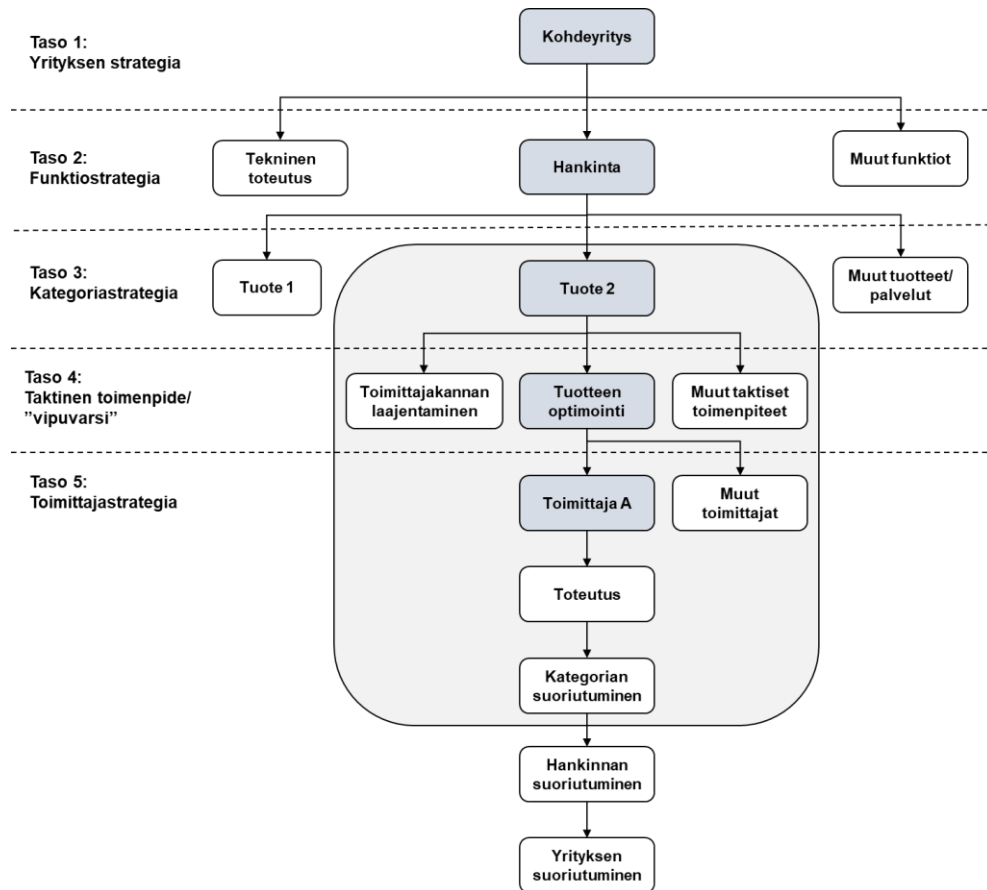 Taso 1:
Yrityksen strategia
Kohdeyritys
Taso 2:
Funktiostrategia
Tekninen
toteutus
Hankinta
Muut funktiot
Taso 3:
Kategoriastrategia
Tuote 1
Tuote 2
Muut tuotteet/
palvelut
Taso 4:
Taktinen toimenpide/
”vipuvarsi”
Toimittajakannan
laajentaminen
Tuotteen
optimointi
Muut taktiset
toimenpiteet
Taso 5:
Toimittajastrategia
Toimittaja A
Muut
toimittajat
Toteutus
Kategorian
suoriutuminen
Hankinnan
suoriutuminen
Yrityksen
suoriutuminen